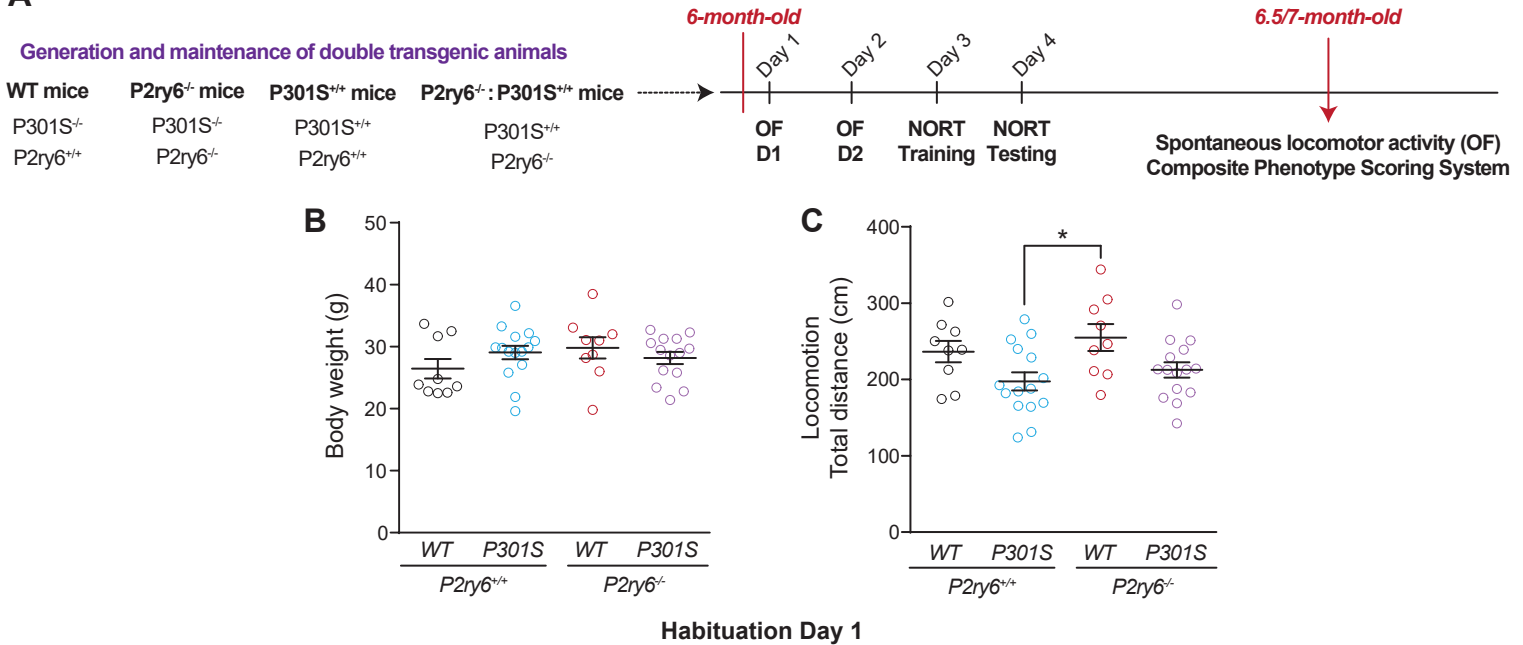 A
6-month-old
6.5/7-month-old
Generation and maintenance of double transgenic animals
Day 1
Day 2
Day 3
Day 4
WT mice
P2ry6-/- mice
P301S+/+ mice
P2ry6-/-: P301S+/+ mice
P301S-/-
P301S-/-
P301S+/+
P301S+/+
P2ry6+/+
P2ry6-/-
P2ry6+/+
P2ry6-/-
OF
D1
OF
D2
NORT
Training
NORT
Testing
Spontaneous locomotor activity (OF)
Composite Phenotype Scoring System
B
Body weight (g)
50
40
30
20
10
0
WT
P301S
WT
P301S
P2ry6+/+
P2ry6-/-
C
Locomotion
Total distance (cm)
400
300
200
100
0
*
WT
P301S
WT
P301S
P2ry6+/+
P2ry6-/-
Habituation Day 1